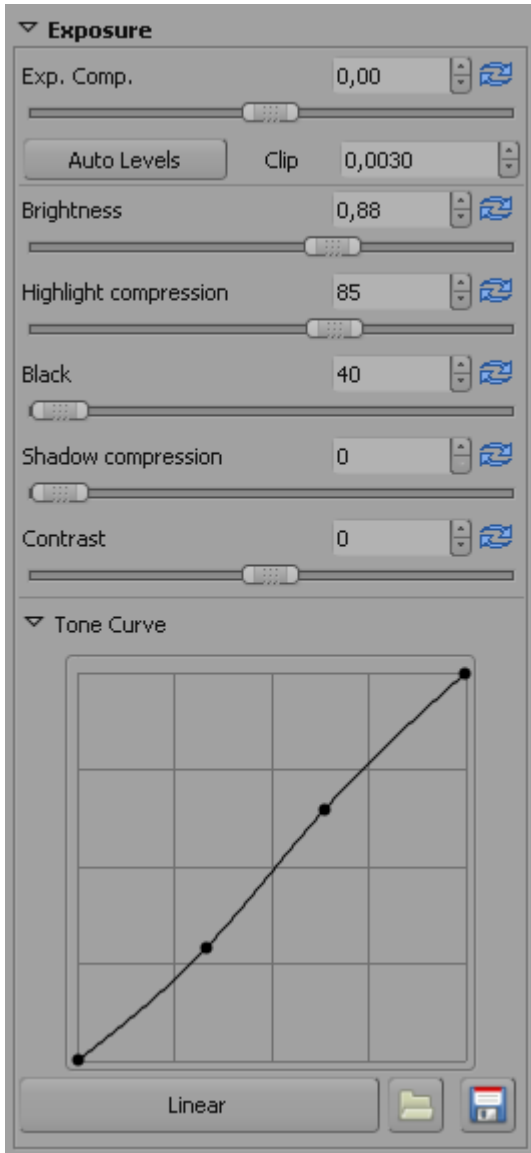 Exposure
Exp. Comp. 0,00
Auto Levels Clip 0,0030
Brightness 0,88
Highlight compression 85
Black 40
Shadow compression 0
Contrast 0
Tone Curve
Linear